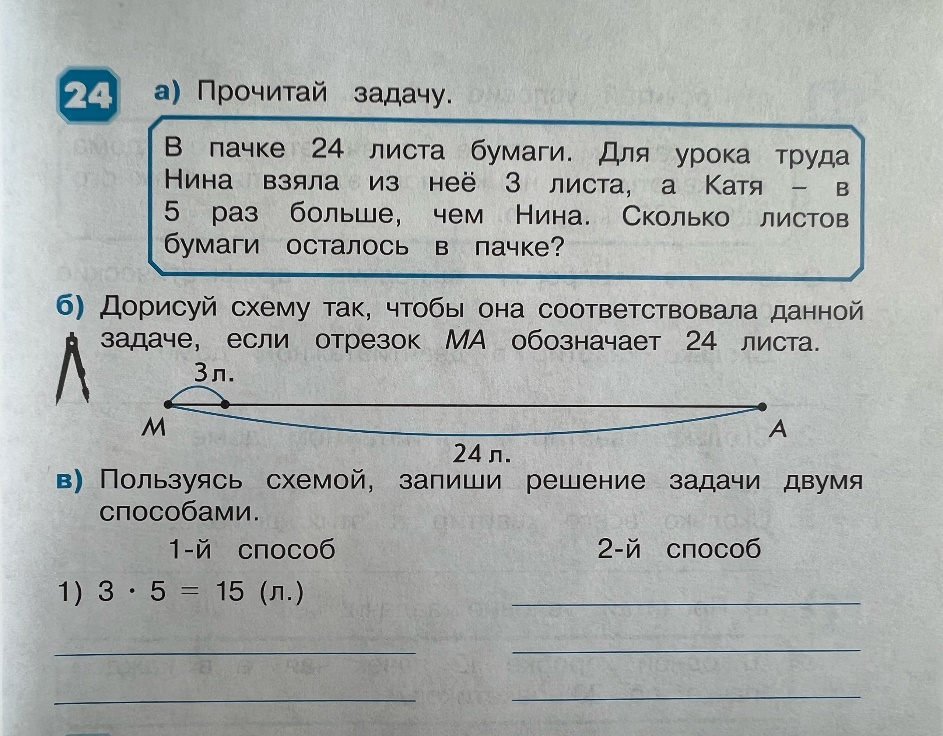 24 а) Прочитай задачу.
В пачке 24 листа бумаги. Для урока труда
Нина взяла из неё 3 листа, а Катя – в
5 раз больше, чем Нина. Сколько листов
бумаги осталось в пачке?
б) Дорисуй схему так, чтобы она соответствовала данной
задаче, если отрезок МА обозначает 24 листа.
3 л.
М А
24 л.
в) Пользуясь схемой, запиши решение задачи двумя
способами.
1-й способ 2-й способ
1) 3 · 5 = 15 (л.)